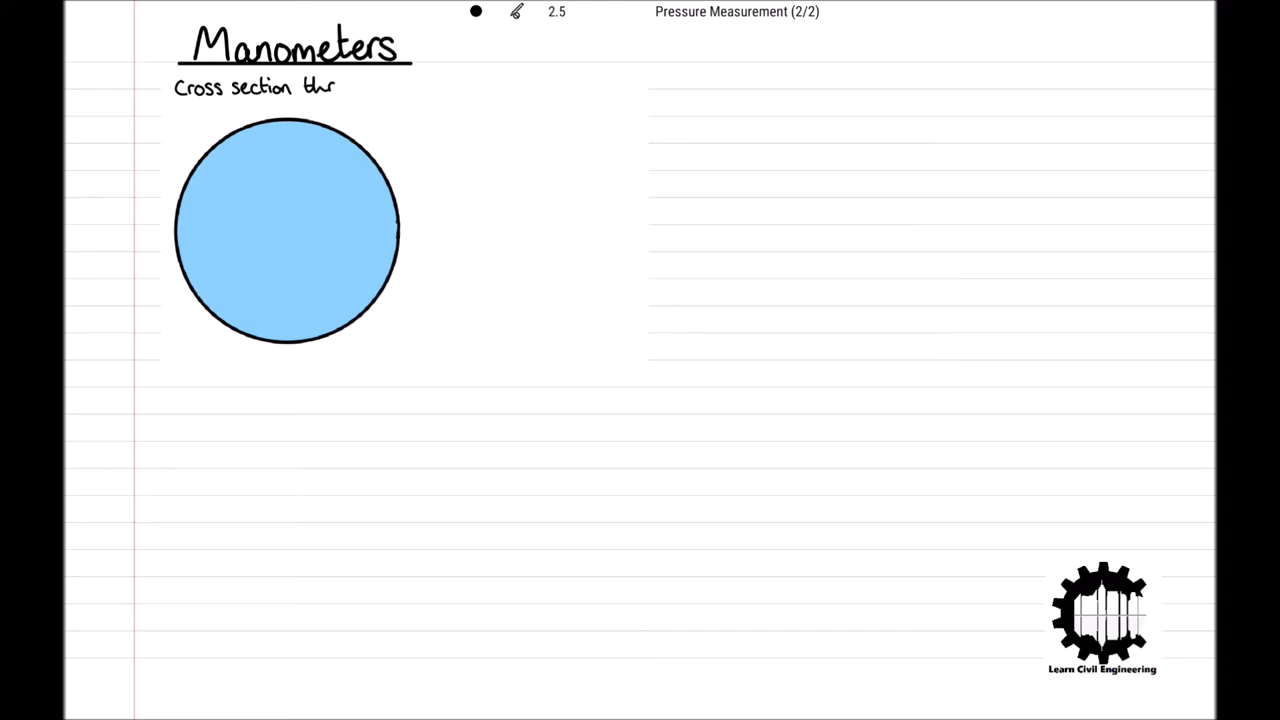 2.5 Pressure Measurement (2/2)
Manometers
Cross section thr
Learn Civil Engineering